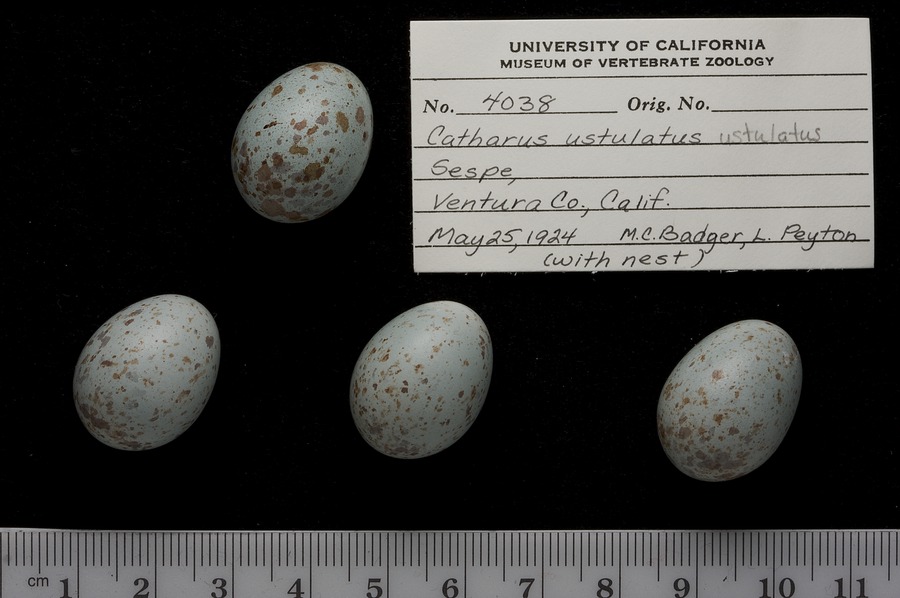 UNIVERSITY OF CALIFORNIA
MUSEUM OF VERTEBRATE ZOOLOGY
No. 4038 Orig. No.
Catharus ustulatus ustulatus
Sespe,
Ventura Co., Calif.
May 25, 1924 M.C. Badger, L. Peyton
(with nest)
cm 1 2 3 4 5 6 7 8 9 10 11